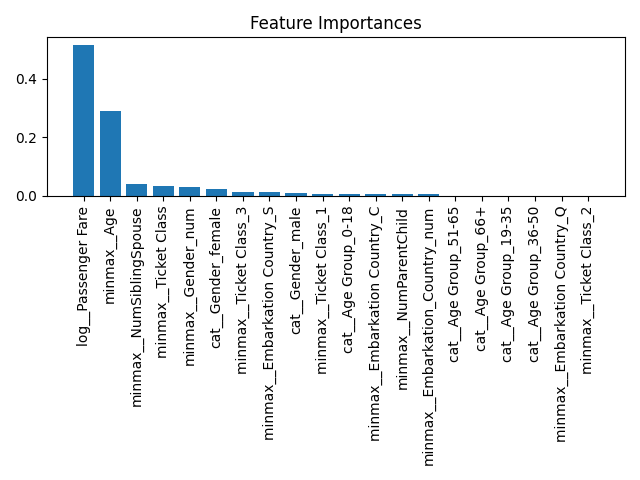 Feature Importances
0.4
0.2
0.0
log__Passenger Fare
minmax__Age
minmax__NumSiblingSpouse
minmax__Ticket Class
minmax__Gender_num
cat__Gender_female
minmax__Ticket Class_3
minmax__Embarkation Country_S
cat__Gender_male
minmax__Ticket Class_1
cat__Age Group_0-18
minmax__Embarkation Country_C
minmax__NumParentChild
minmax__Embarkation_Country_num
cat__Age Group_51-65
cat__Age Group_66+
cat__Age Group_19-35
cat__Age Group_36-50
minmax__Embarkation Country_Q
minmax__Ticket Class_2